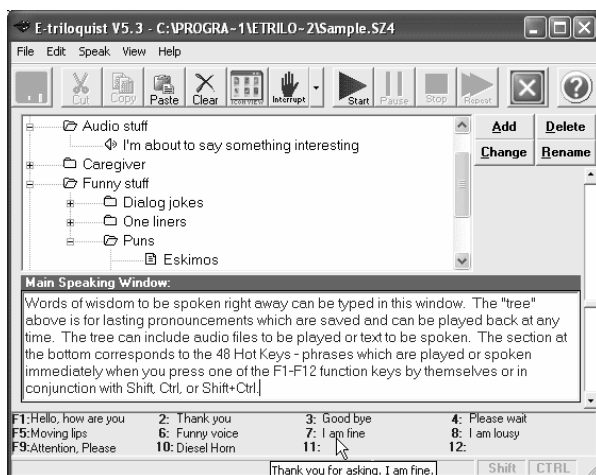 E-triloquist V5.3 - C:\PROGRA~1\ETRILO~2\Sample.SZ4
File Edit Speak View Help
Cut Copy Paste Clear ICON VIEW Interrupt Start Pause Stop Repeat
Audio stuff
I'm about to say something interesting
Caregiver
Funny stuff
Dialog jokes
One liners
Puns
Eskimos
Add Delete
Change Rename
Main Speaking Window:
Words of wisdom to be spoken right away can be typed in this window. The "tree"
above is for lasting pronouncements which are saved and can be played back at any
time. The tree can include audio files to be played or text to be spoken. The section at
the bottom corresponds to the 48 Hot Keys - phrases which are played or spoken
immediately when you press one of the F1-F12 function keys by themselves or in
conjunction with Shift, Ctrl, or Shift+Ctrl.
F1:Hello, how are you 2: Thank you 3: Good bye 4: Please wait
F5:Moving lips 6: Funny voice 7: I am fine 8: I am lousy
F9:Attention, Please 10: Diesel Horn 11: 12:
Thank you for asking. I am fine. Shift CTRL